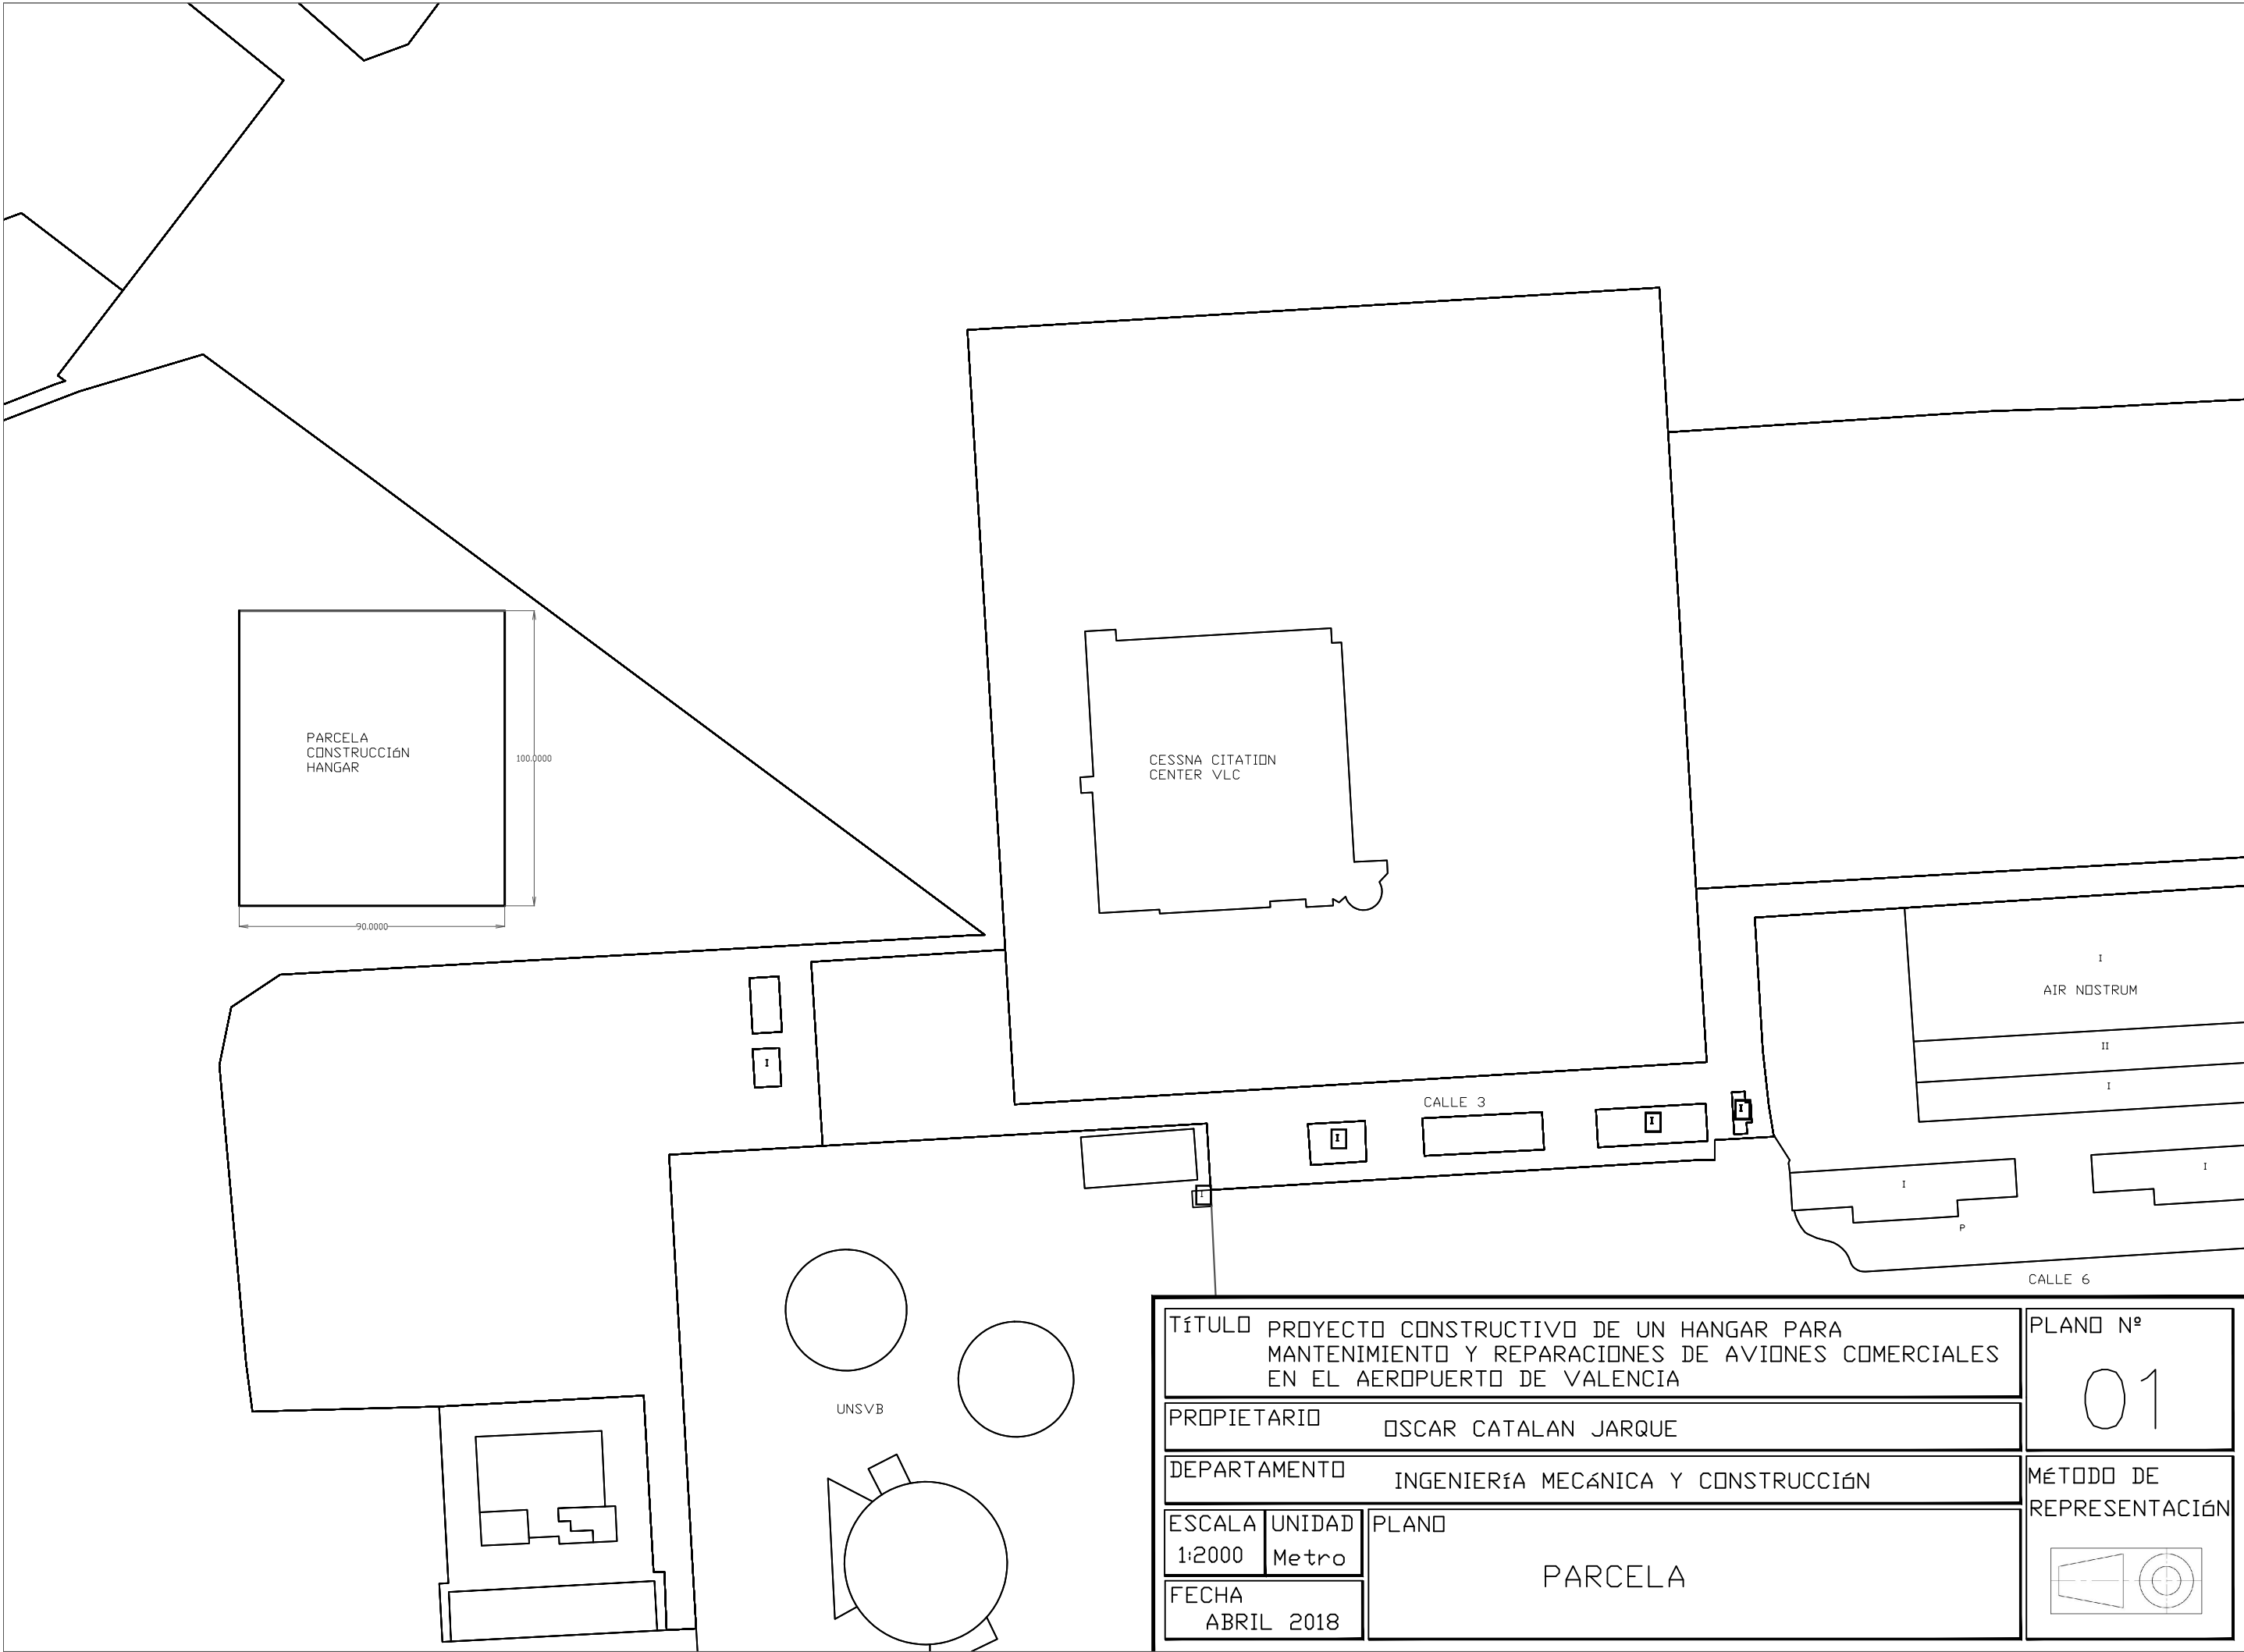 PARCELA
CONSTRUCCIóN
HANGAR
100.0000
90.0000
CESSNA CITATION
CENTER VLC
I
AIR NOSTRUM
II
I
I
CALLE 3
I
I
I
I
I
I
P
CALLE 6
UNSVB
TíTULO
PROYECTO CONSTRUCTIVO DE UN HANGAR PARA
MANTENIMIENTO Y REPARACIONES DE AVIONES COMERCIALES
EN EL AEROPUERTO DE VALENCIA
PLANO Nº
01
PROPIETARIO
OSCAR CATALAN JARQUE
DEPARTAMENTO
INGENIERíA MECáNICA Y CONSTRUCCIóN
MéTODO DE
REPRESENTACIóN
ESCALA
1:2000
UNIDAD
Metro
PLANO
PARCELA
FECHA
ABRIL 2018